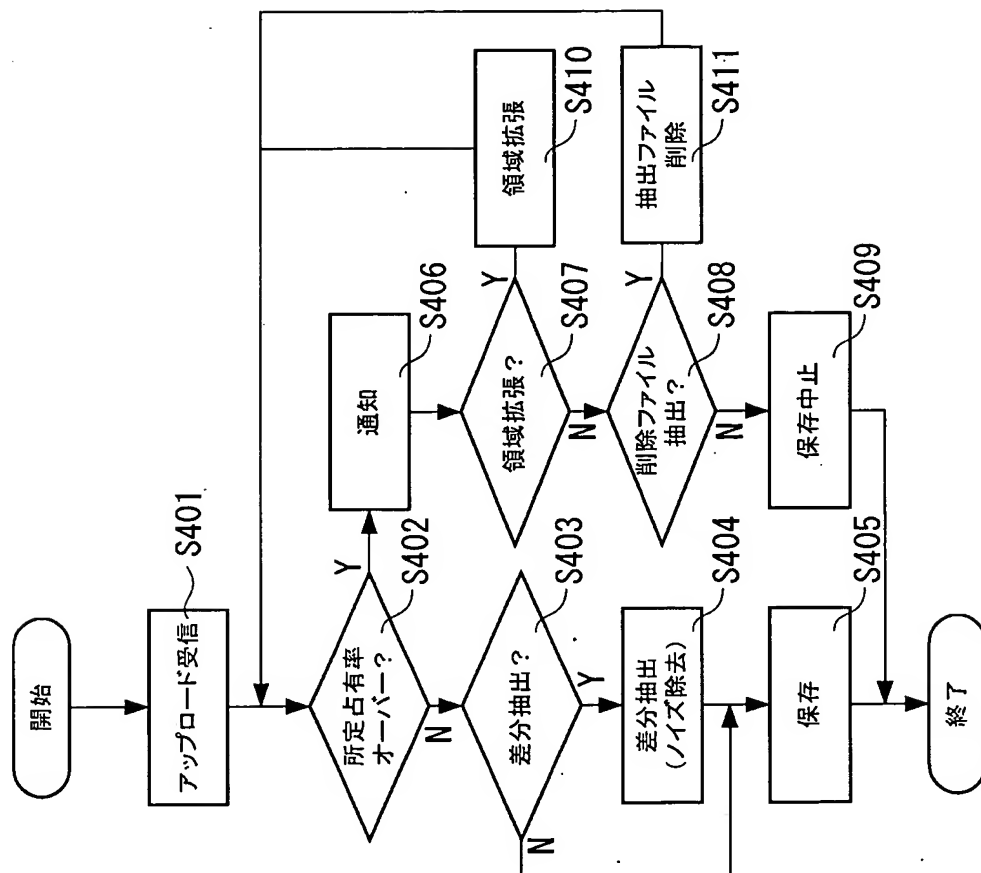 開始
アップロード受信
S401
所定占有率
オーバー？
S402
Y
N
差分抽出？
S403
Y
N
差分抽出
(ノイズ除去)
S404
保存
S405
終了
通知
S406
領域拡張？
S407
Y
N
削除ファイル
抽出？
S408
Y
N
保存中止
S409
領域拡張
S410
抽出ファイル
削除
S411